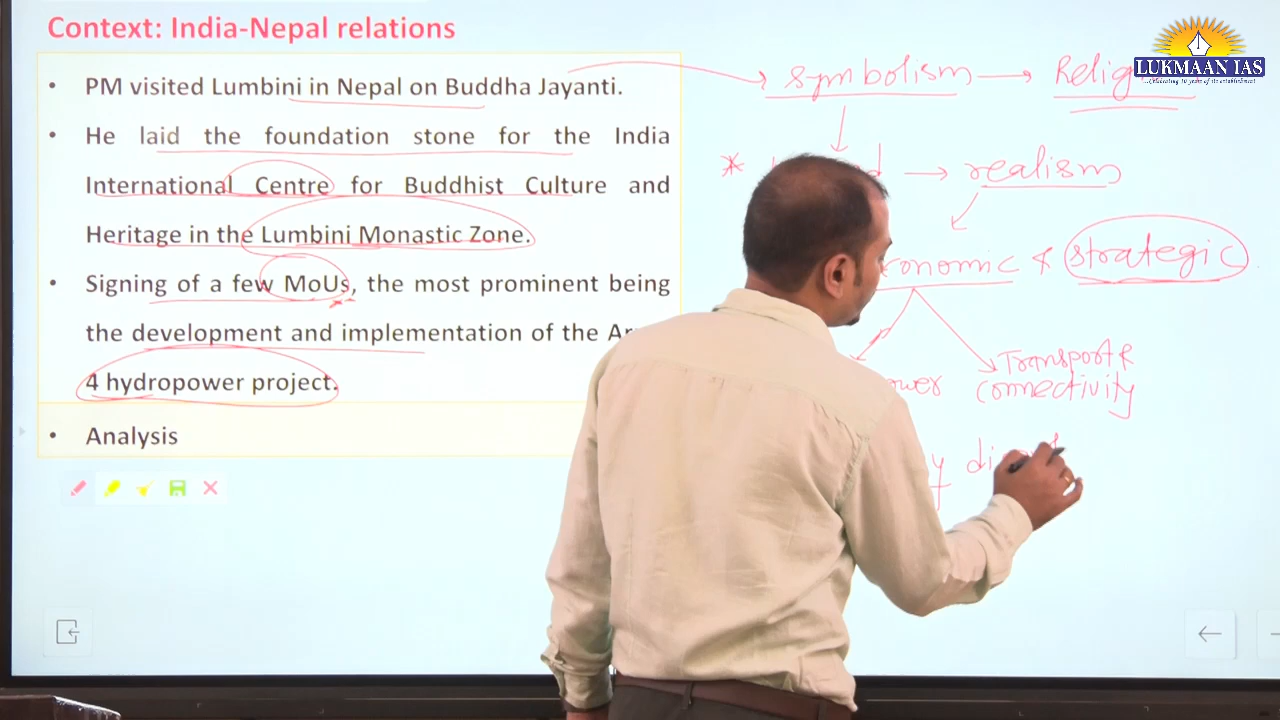 Context: India-Nepal relations
• PM visited Lumbini in Nepal on Buddha Jayanti.
• He laid the foundation stone for the India
International Centre for Buddhist Culture and
Heritage in the Lumbini Monastic Zone.
• Signing of a few MoUs, the most prominent being
the development and implementation of the
4 hydropower project.
• Analysis
symbolism →
LUKMAAN IAS
* → realism
& strategic
Transport &
connectivity